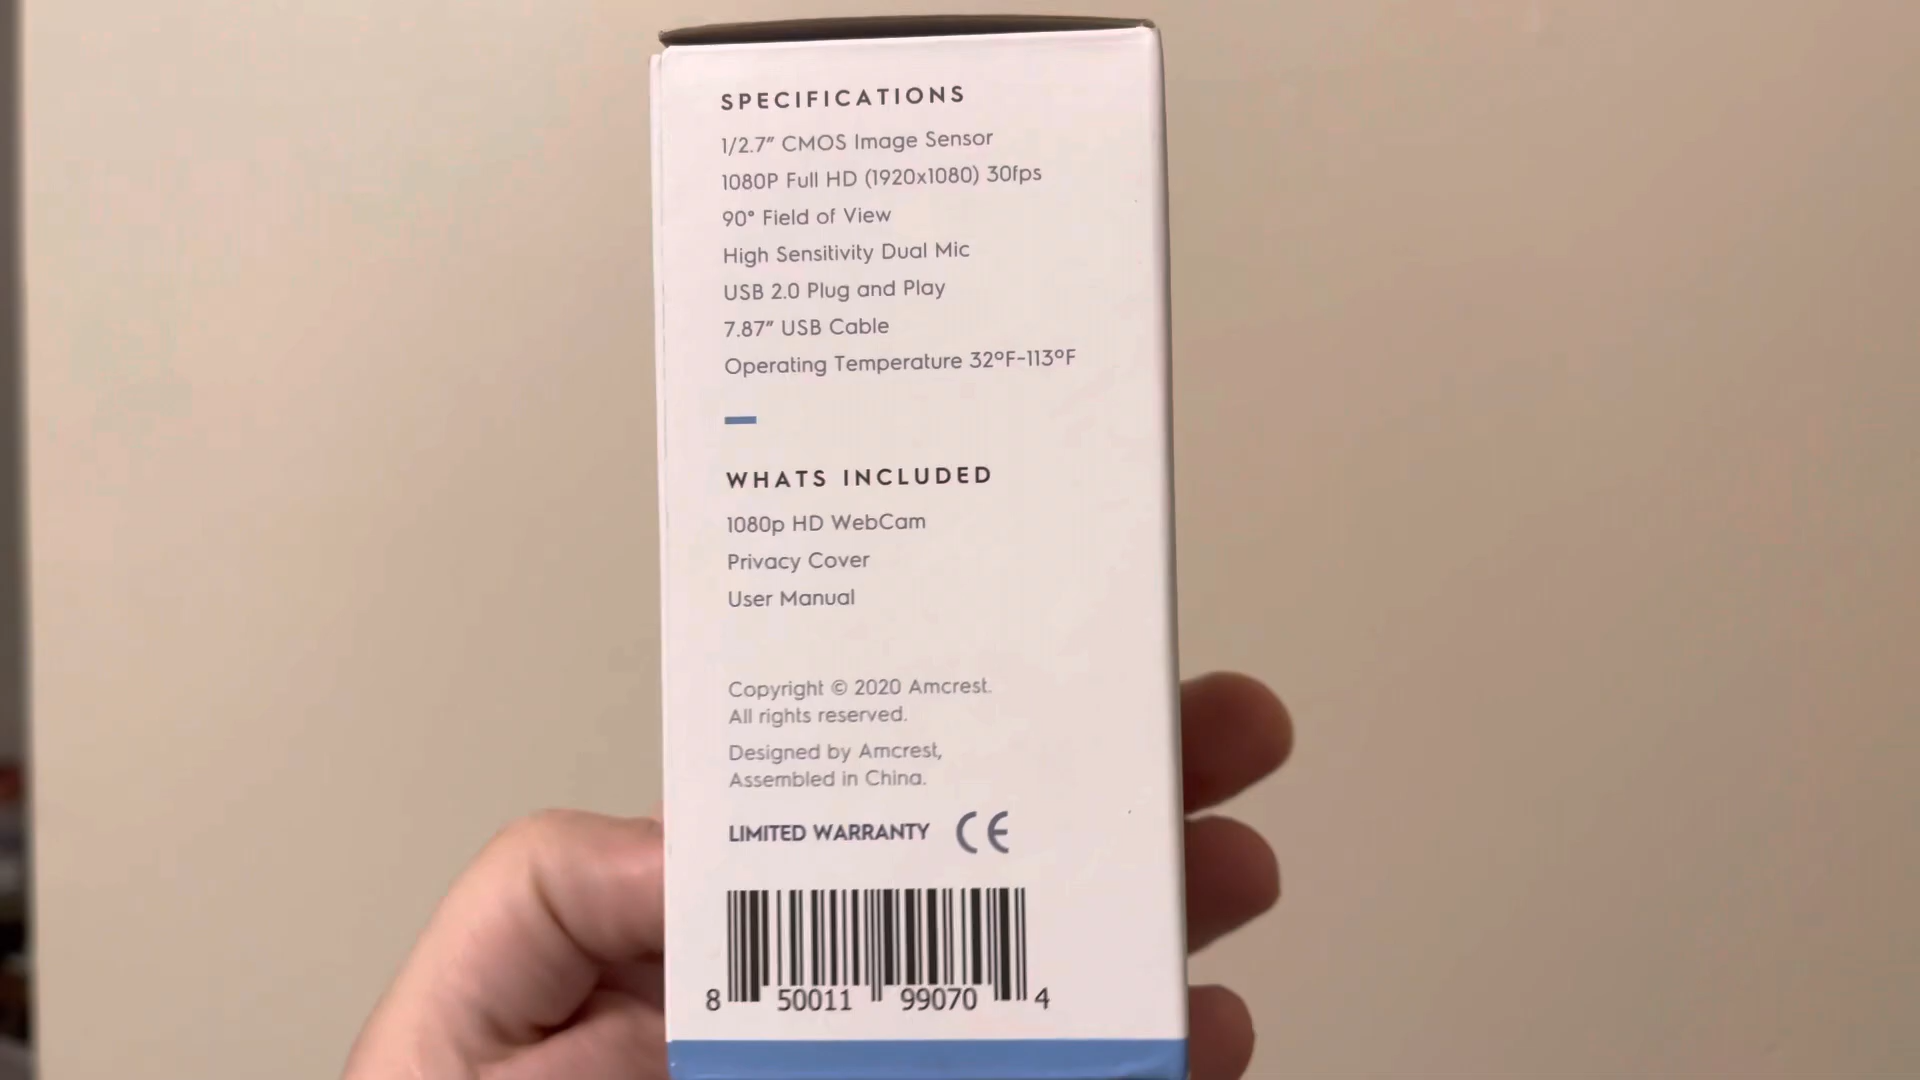 SPECIFICATIONS
1/2.7” CMOS Image Sensor
1080P Full HD (1920x1080) 30fps
90° Field of View
High Sensitivity Dual Mic
USB 2.0 Plug and Play
7.87” USB Cable
Operating Temperature 32ºF-113ºF
WHATS INCLUDED
1080p HD WebCam
Privacy Cover
User Manual
Copyright © 2020 Amcrest.
All rights reserved.
Designed by Amcrest,
Assembled in China.
LIMITED WARRANTY CE
8 50011 99070 4